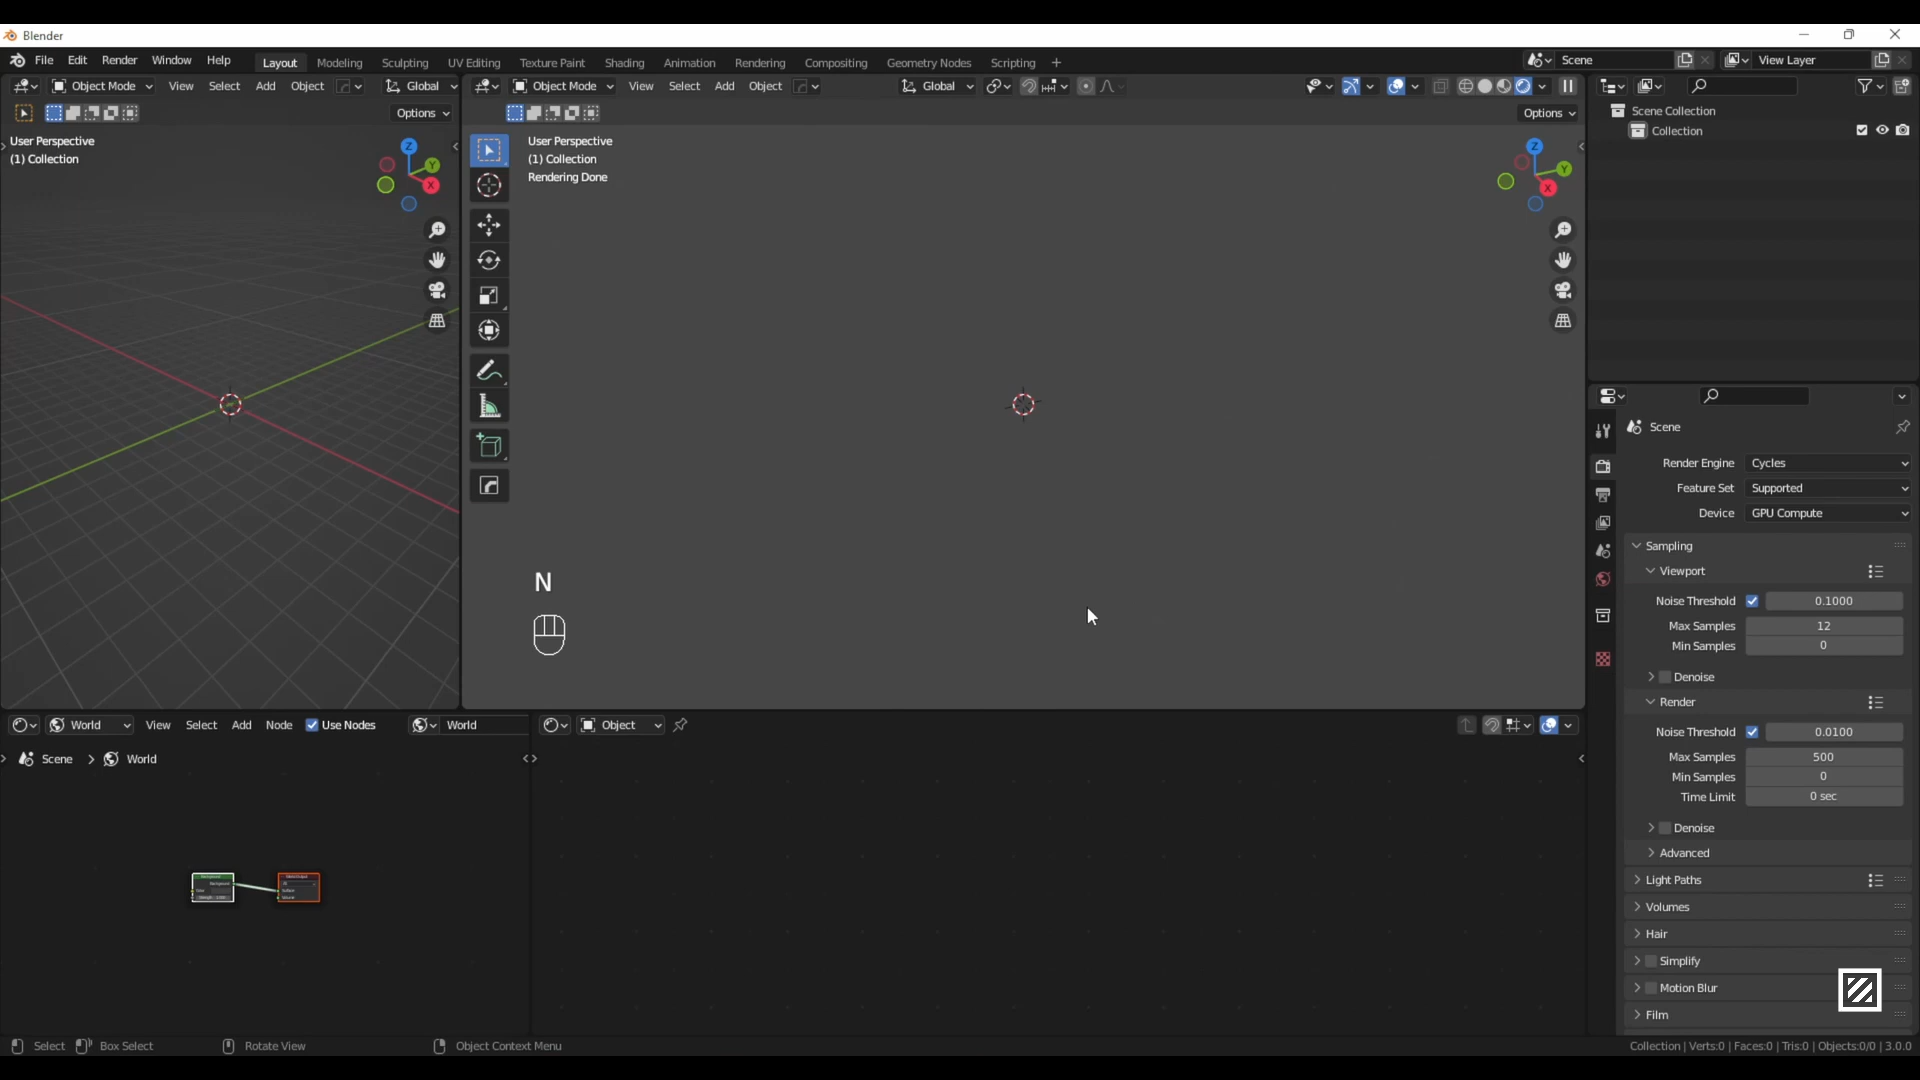 Blender
File Edit Render Window Help Layout Modeling Sculpting UV Editing Texture Paint Shading Animation Rendering Compositing Geometry Nodes Scripting + Scene View Layer
Object Mode View Select Add Object Global Object Mode View Select Add Object Global
Options Options
User Perspective
(1) Collection
User Perspective
(1) Collection
Rendering Done
Z Y X
Z Y X
Scene Collection
Collection
N
Scene
Render Engine Cycles
Feature Set Supported
Device GPU Compute
Sampling
Viewport
Noise Threshold 0.1000
Max Samples 12
Min Samples 0
Denoise
Render
Noise Threshold 0.0100
Max Samples 500
Min Samples 0
Time Limit 0 sec
Denoise
Advanced
Light Paths
Volumes
Hair
Simplify
Motion Blur
Film
World View Select Add Node Use Nodes World Object
Scene > World
Select Box Select Rotate View Object Context Menu Collection | Verts:0 | Faces:0 | Tris:0 | Objects:0/0 | 3.0.0